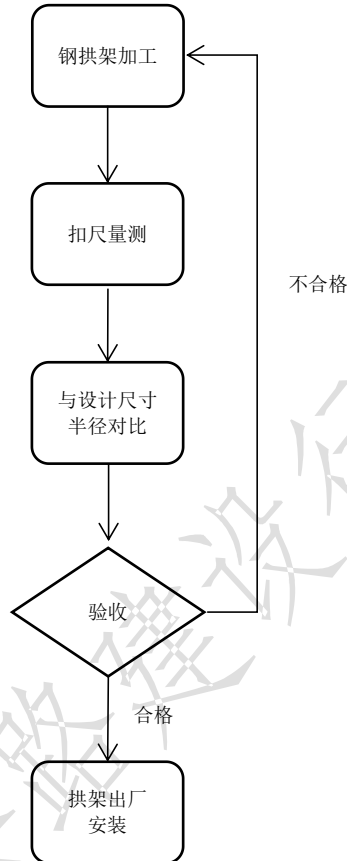 钢拱架加工
扣尺量测
不合格
与设计尺寸
半径对比
验收
合格
拱架出厂
安装